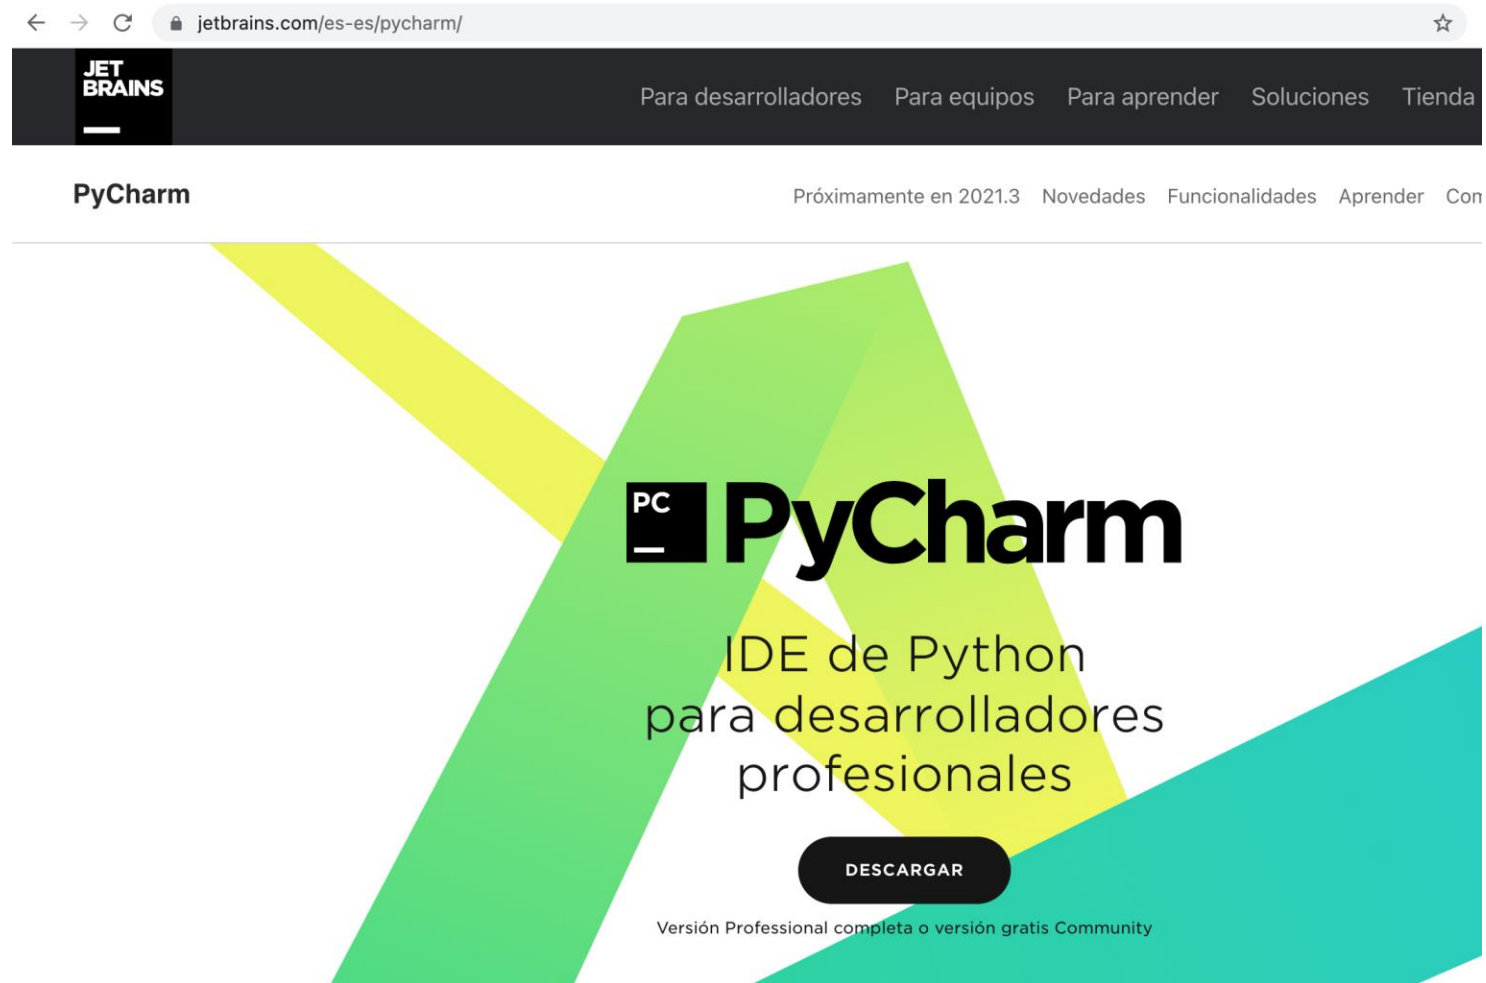 jetbrains.com/es-es/pycharm/
JET
BRAINS
Para desarrolladores Para equipos Para aprender Soluciones Tienda
PyCharm
Próximamente en 2021.3 Novedades Funcionalidades Aprender Com
PC
PyCharm
IDE de Python
para desarrolladores
profesionales
DESCARGAR
Versión Professional completa o versión gratis Community